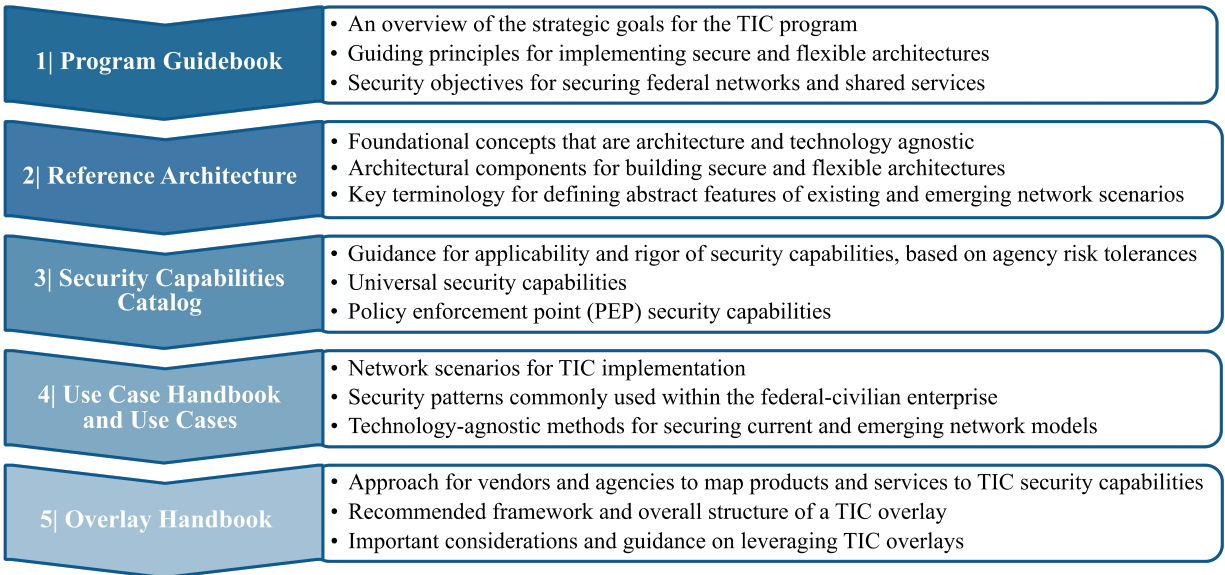 1| Program Guidebook
• An overview of the strategic goals for the TIC program
• Guiding principles for implementing secure and flexible architectures
• Security objectives for securing federal networks and shared services
2| Reference Architecture
• Foundational concepts that are architecture and technology agnostic
• Architectural components for building secure and flexible architectures
• Key terminology for defining abstract features of existing and emerging network scenarios
3| Security Capabilities
Catalog
• Guidance for applicability and rigor of security capabilities, based on agency risk tolerances
• Universal security capabilities
• Policy enforcement point (PEP) security capabilities
4| Use Case Handbook
and Use Cases
• Network scenarios for TIC implementation
• Security patterns commonly used within the federal-civilian enterprise
• Technology-agnostic methods for securing current and emerging network models
5| Overlay Handbook
• Approach for vendors and agencies to map products and services to TIC security capabilities
• Recommended framework and overall structure of a TIC overlay
• Important considerations and guidance on leveraging TIC overlays